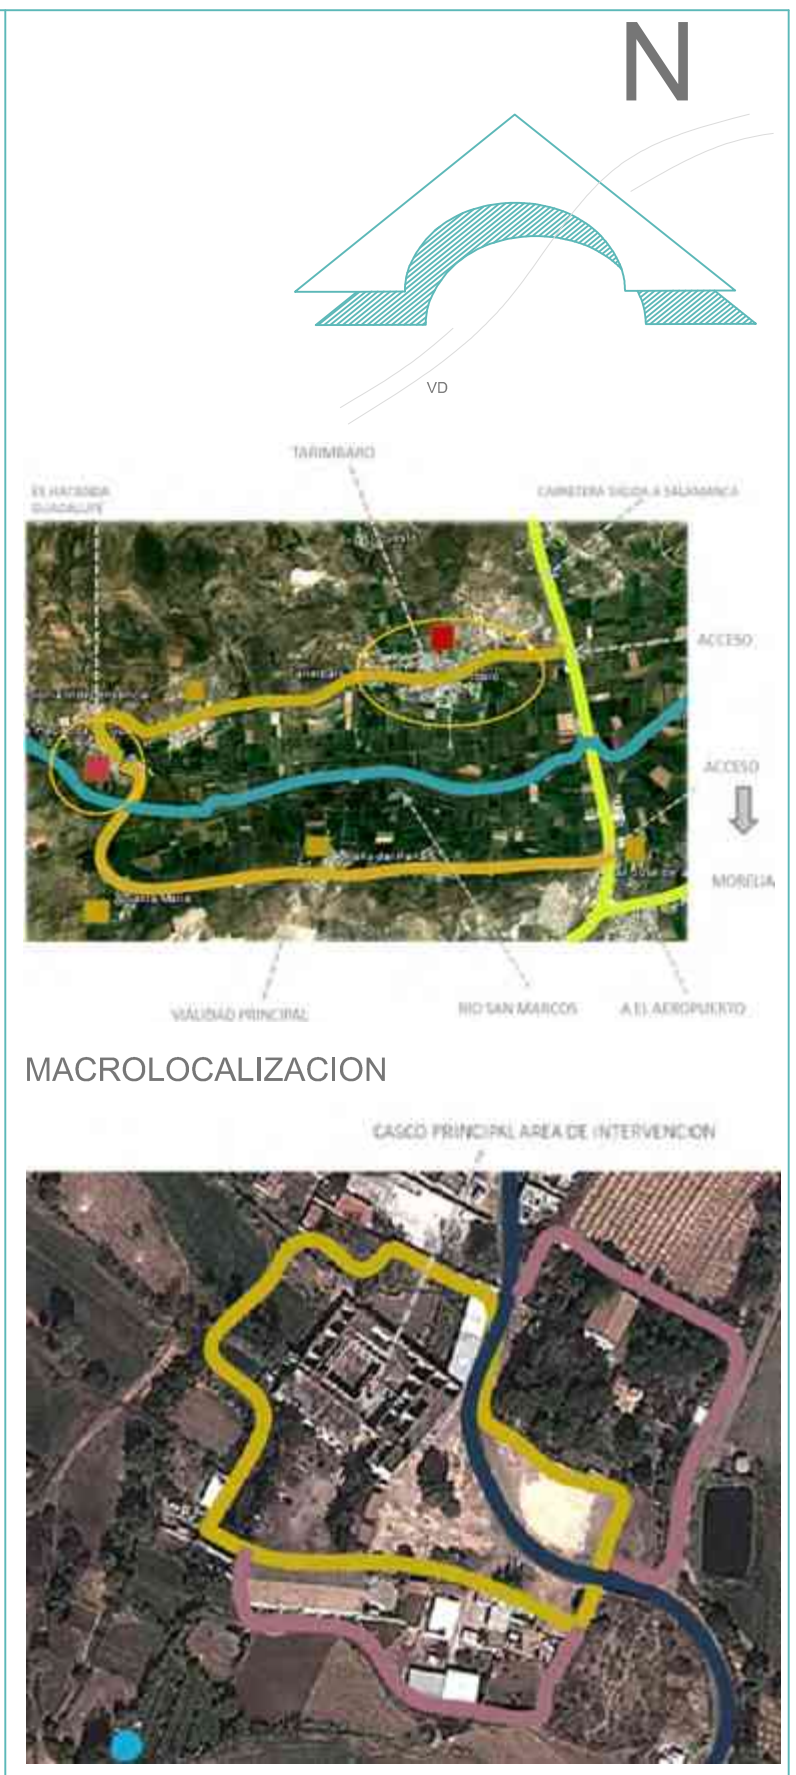 N
VD
TARIMBARO
EX HACIENDA
GUADALUPE
CARRETERA SALIDA A SALAMANCA
ACCESO
ACCESO
MORELIA
VIALIDAD PRINCIPAL
RIO SAN MARCOS
A EL AEROPUERTO
MACROLOCALIZACION
CASCO PRINCIPAL AREA DE INTERVENCION